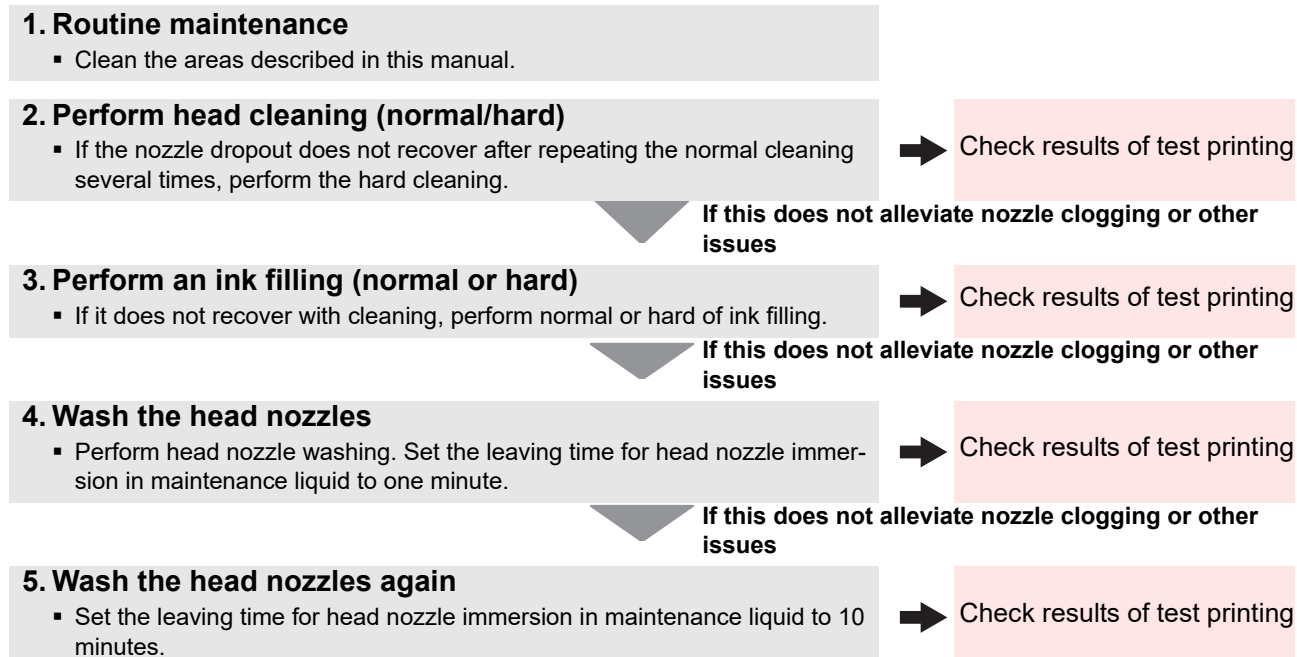 1. Routine maintenance
▪ Clean the areas described in this manual.
2. Perform head cleaning (normal/hard)
▪ If the nozzle dropout does not recover after repeating the normal cleaning
several times, perform the hard cleaning.
Check results of test printing
If this does not alleviate nozzle clogging or other
issues
3. Perform an ink filling (normal or hard)
▪ If it does not recover with cleaning, perform normal or hard of ink filling.
Check results of test printing
If this does not alleviate nozzle clogging or other
issues
4. Wash the head nozzles
▪ Perform head nozzle washing. Set the leaving time for head nozzle immer-
sion in maintenance liquid to one minute.
Check results of test printing
If this does not alleviate nozzle clogging or other
issues
5. Wash the head nozzles again
▪ Set the leaving time for head nozzle immersion in maintenance liquid to 10
minutes.
Check results of test printing